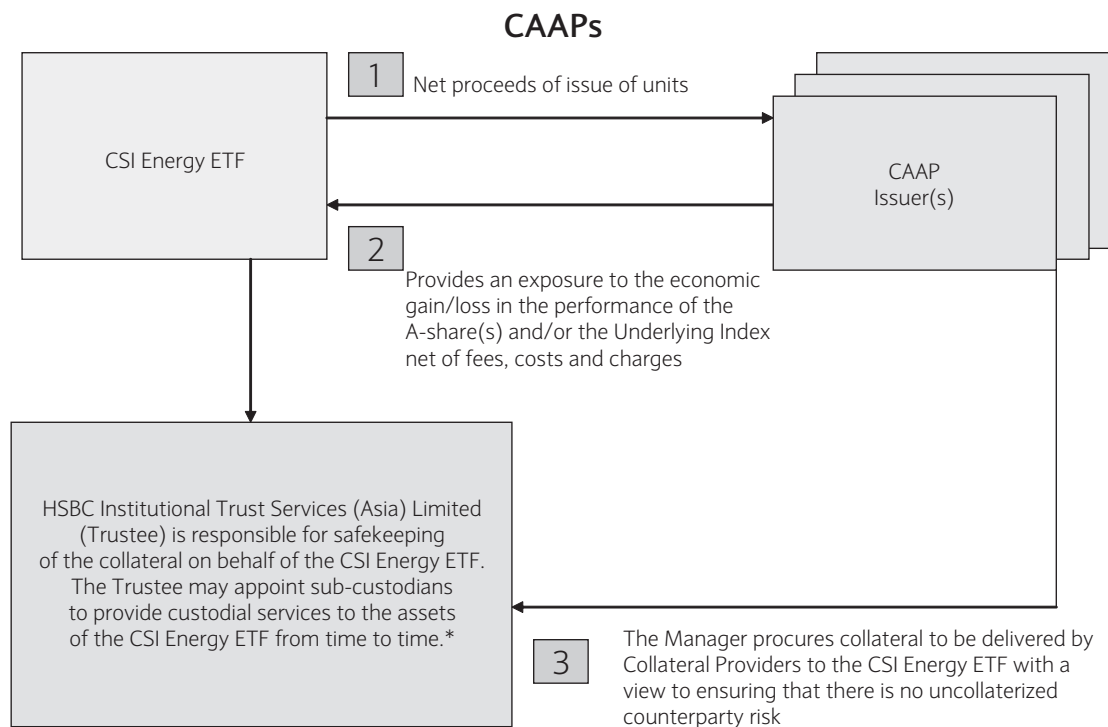 CAAPs
1
Net proceeds of issue of units
CSI Energy ETF
CAAP
Issuer(s)
2
Provides an exposure to the economic
gain/loss in the performance of the
A-share(s) and/or the Underlying Index
net of fees, costs and charges
HSBC Institutional Trust Services (Asia) Limited
(Trustee) is responsible for safekeeping
of the collateral on behalf of the CSI Energy ETF.
The Trustee may appoint sub-custodians
to provide custodial services to the assets
of the CSI Energy ETF from time to time.*
3
The Manager procures collateral to be delivered by
Collateral Providers to the CSI Energy ETF with a
view to ensuring that there is no uncollaterized
counterparty risk